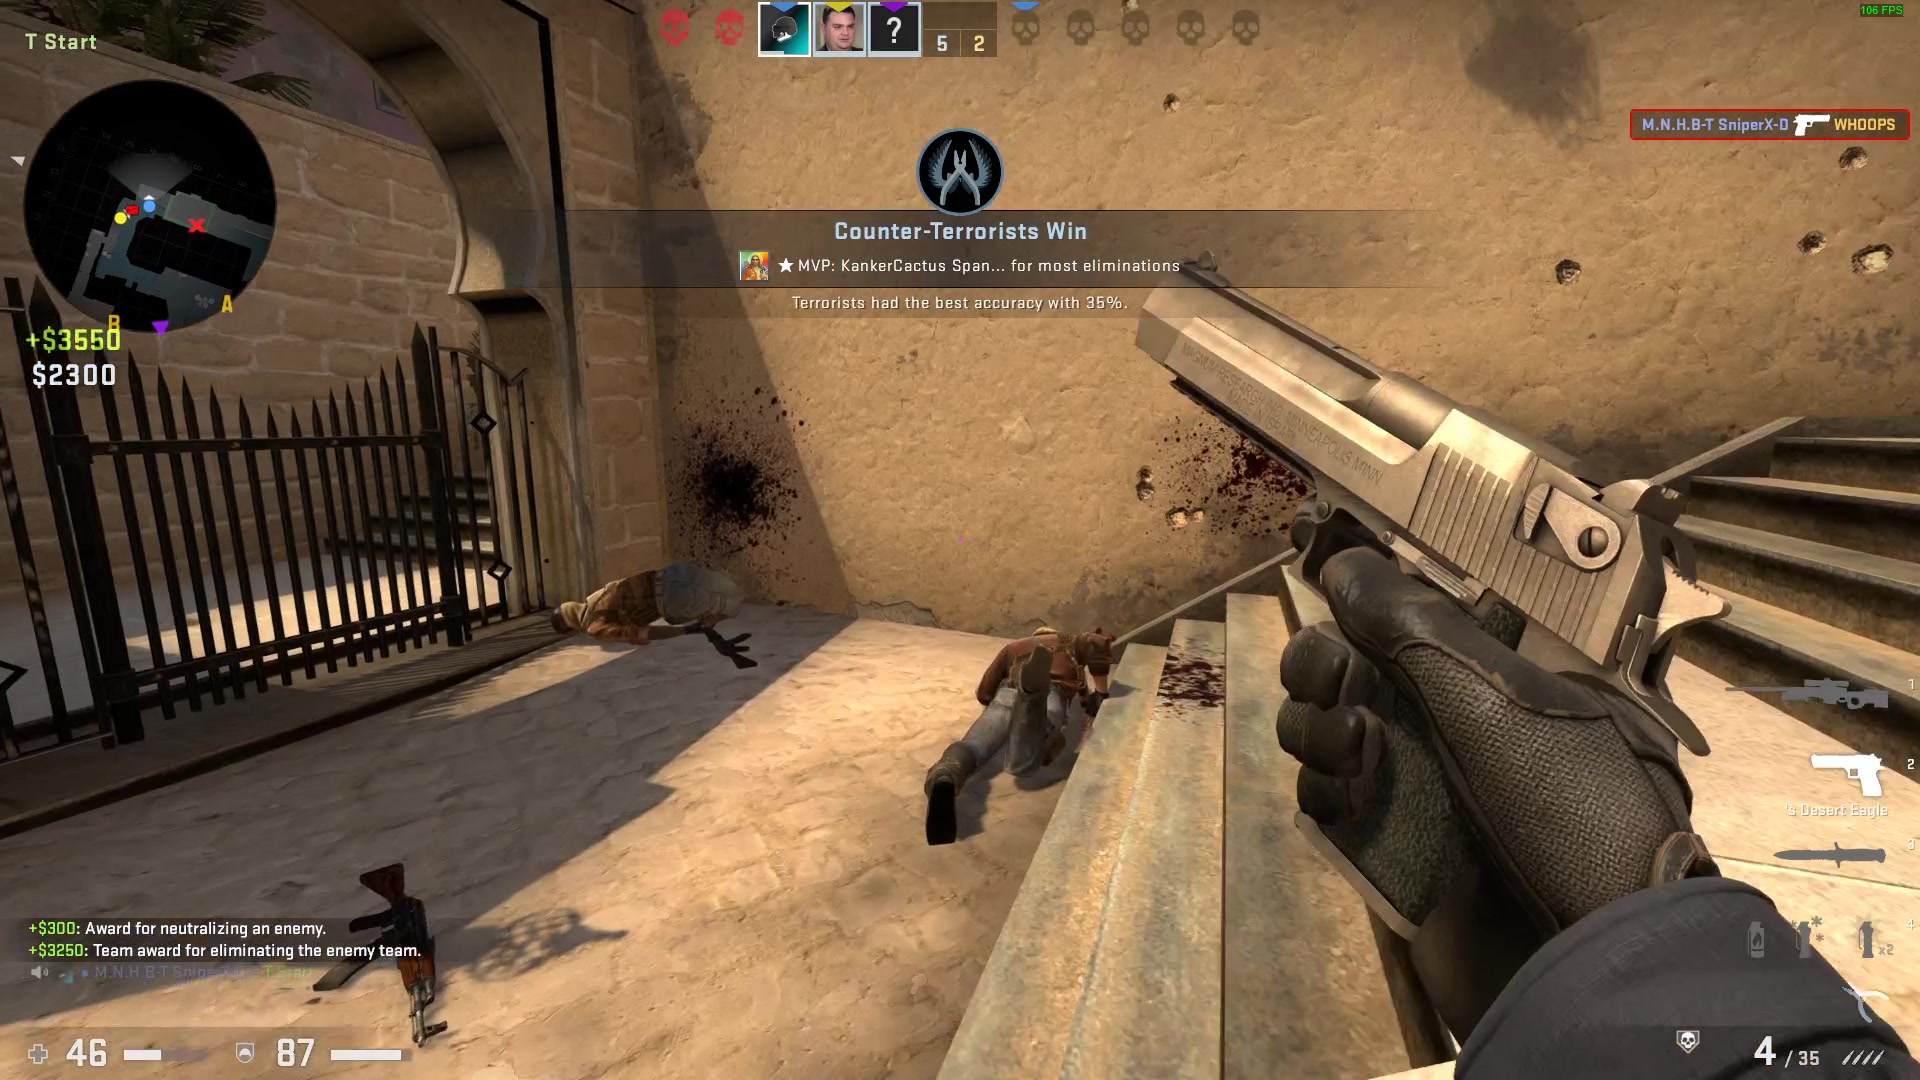 106 FPS
T Start
?
5 2
M.N.H.B-T SniperX-D WHOOPS
Counter-Terrorists Win
MVP: KankerCactus Span... for most eliminations
Terrorists had the best accuracy with 35%.
A
B
+$3550
$2300
1
2
's Desert Eagle
3
4
x2
+$300: Award for neutralizing an enemy.
+$3250: Team award for eliminating the enemy team.
M.N.H.B-T SniperX-D T Start
46 87
4 / 35